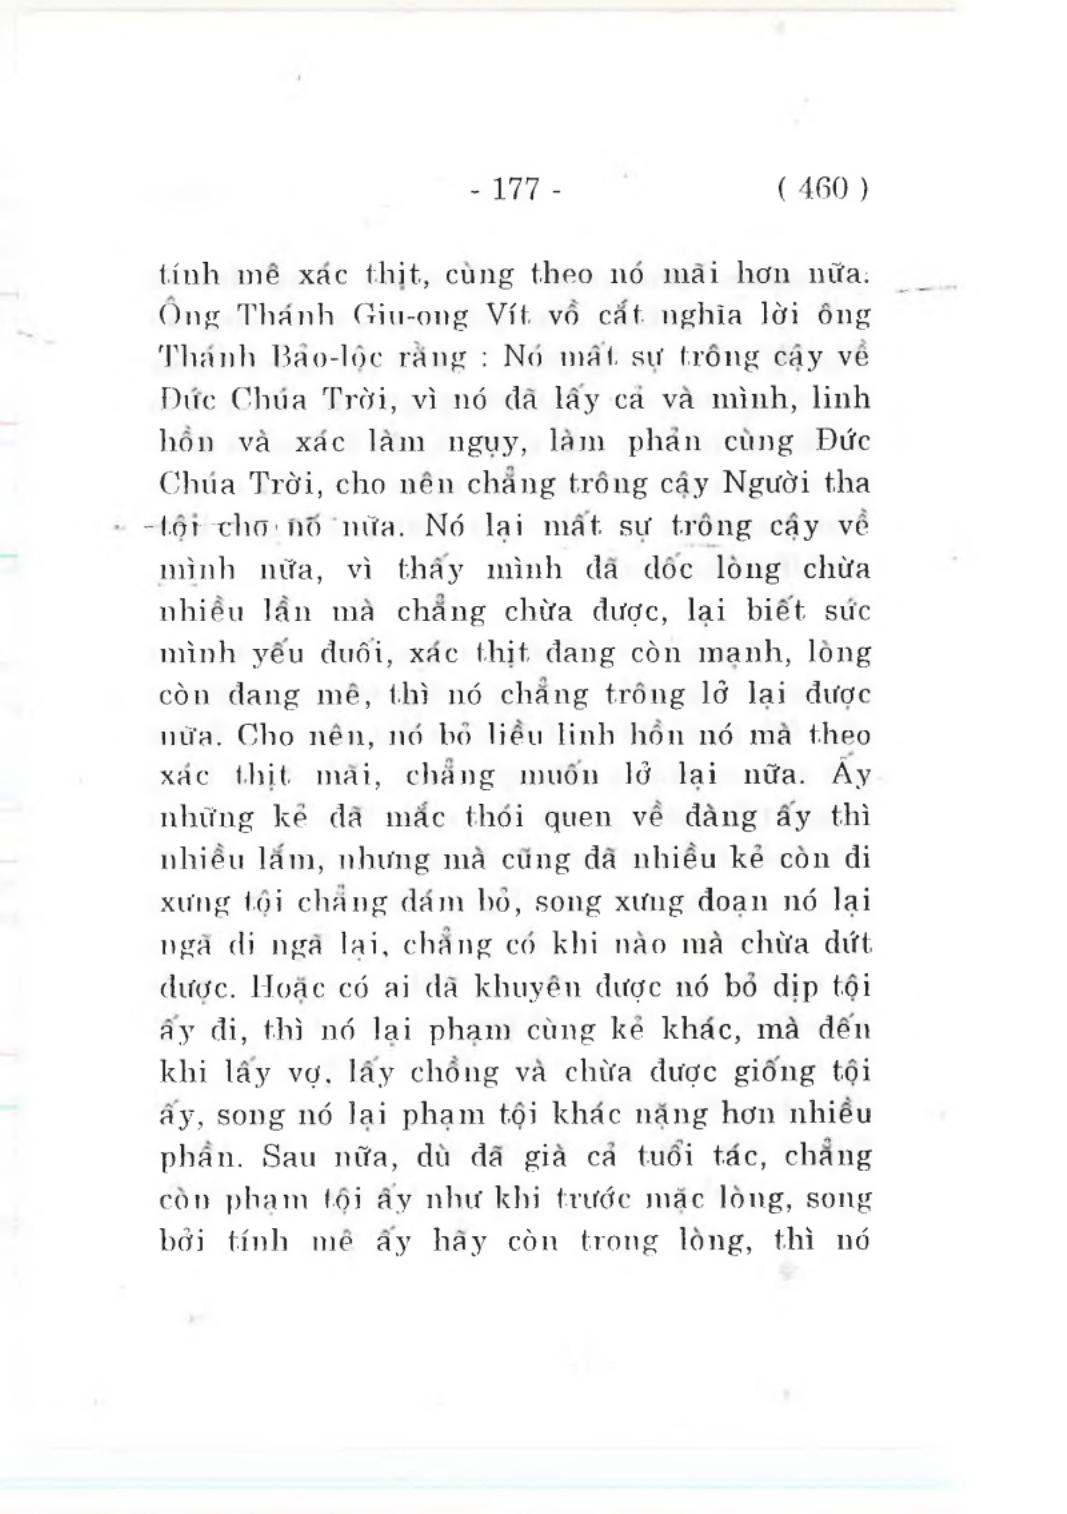 - 177 - ( 460 )
tính mê xác thịt, cùng theo nó mãi hơn nữa.
Ông Thánh Giu-ong Vít vồ cắt nghĩa lời ông
Thánh Bảo-lộc rằng : Nó mất sự trông cậy về
Đức Chúa Trời, vì nó đã lấy cả và mình, linh
hồn và xác làm ngụy, làm phản cùng Đức
Chúa Trời, cho nên chẳng trông cậy Người tha
tội cho nó nữa. Nó lại mất sự trông cậy về
mình nữa, vì thấy mình đã dốc lòng chừa
nhiều lần mà chẳng chừa được, lại biết sức
mình yếu đuối, xác thịt đang còn mạnh, lòng
còn đang mê, thì nó chẳng trông lở lại được
nữa. Cho nên, nó bỏ liều linh hồn nó mà theo
xác thịt mãi, chẳng muốn lở lại nữa. Ấy
những kẻ đã mắc thói quen về đàng ấy thì
nhiều lắm, nhưng mà cũng đã nhiều kẻ còn đi
xưng tội chẳng dám bỏ, song xưng đoạn nó lại
ngã đi ngã lại, chẳng có khi nào mà chừa dứt
được. Hoặc có ai đã khuyên được nó bỏ dịp tội
ấy đi, thì nó lại phạm cùng kẻ khác, mà đến
khi lấy vợ, lấy chồng và chừa được giống tội
ấy, song nó lại phạm tội khác nặng hơn nhiều
phần. Sau nữa, dù đã già cả tuổi tác, chẳng
còn phạm tội ấy như khi trước mặc lòng, song
bởi tính mê ấy hãy còn trong lòng, thì nó